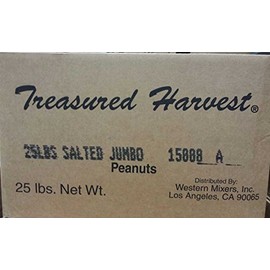 Treasured Harvest®
25LBS SALTED JUMBO 15008 A
Peanuts
Distributed By:
25 lbs. Net Wt. Western Mixers, Inc.
Los Angeles, CA 90065